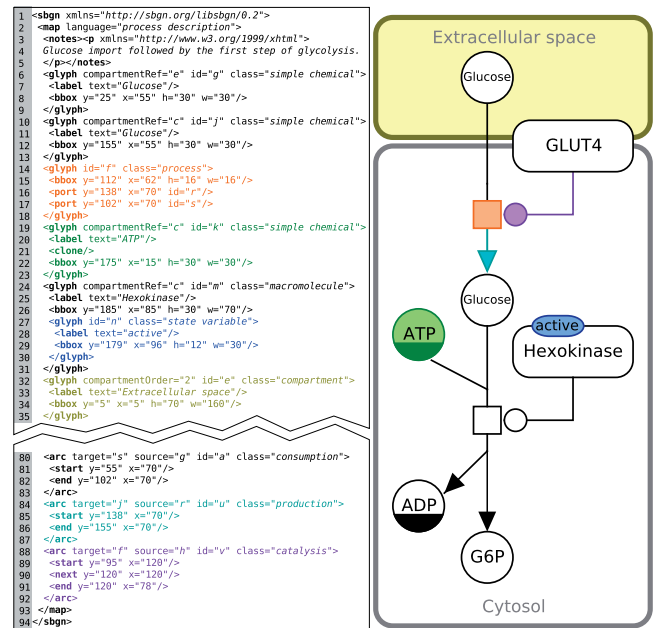 1 <sbgn xmlns="http://sbgn.org/libsbgn/0.2">
2 <map language="process description">
3 <notes><p xmlns="http://www.w3.org/1999/xhtml">
4 Glucose import followed by the first step of glycolysis.
5 </p></notes>
6 <glyph compartmentRef="e" id="g" class="simple chemical">
7 <label text="Glucose"/>
8 <bbox y="25" x="55" h="30" w="30"/>
9 </glyph>
10 <glyph compartmentRef="c" id="j" class="simple chemical">
11 <label text="Glucose"/>
12 <bbox y="155" x="55" h="30" w="30"/>
13 </glyph>
14 <glyph id="f" class="process">
15 <bbox y="112" x="62" h="16" w="16"/>
16 <port y="138" x="70" id="r"/>
17 <port y="102" x="70" id="s"/>
18 </glyph>
19 <glyph compartmentRef="c" id="k" class="simple chemical">
20 <label text="ATP"/>
21 <clone/>
22 <bbox y="175" x="15" h="30" w="30"/>
23 </glyph>
24 <glyph compartmentRef="c" id="m" class="macromolecule">
25 <label text="Hexokinase"/>
26 <bbox y="185" x="85" h="30" w="70"/>
27 <glyph id="n" class="state variable">
28 <label text="active"/>
29 <bbox y="179" x="96" h="12" w="30"/>
30 </glyph>
31 </glyph>
32 <glyph compartmentOrder="2" id="e" class="compartment">
33 <label text="Extracellular space"/>
34 <bbox y="5" x="5" h="70" w="160"/>
35 </glyph>
80 <arc target="s" source="g" id="a" class="consumption">
81 <start y="55" x="70"/>
82 <end y="102" x="70"/>
83 </arc>
84 <arc target="j" source="r" id="u" class="production">
85 <start y="138" x="70"/>
86 <end y="155" x="70"/>
87 </arc>
88 <arc target="f" source="h" id="v" class="catalysis">
89 <start y="95" x="120"/>
90 <next y="120" x="120"/>
91 <end y="120" x="78"/>
92 </arc>
93 </map>
94 </sbgn>
Extracellular space
Glucose
GLUT4
Glucose
ATP
active
Hexokinase
ADP
G6P
Cytosol